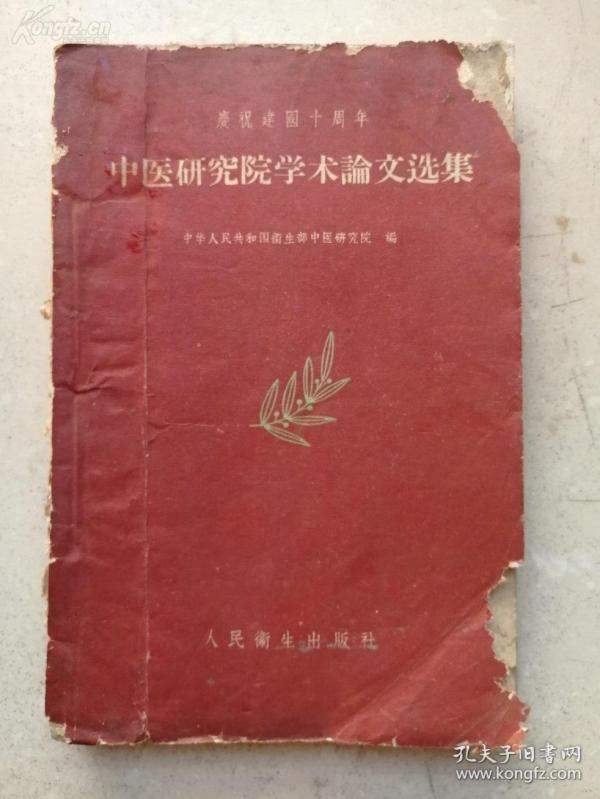 Kongfz.cn
慶祝建國十周年
中医研究院学术論文选集
中华人民共和国衛生部中医研究院 編
人民衛生出版社
孔夫子旧书网
www.kongfz.com